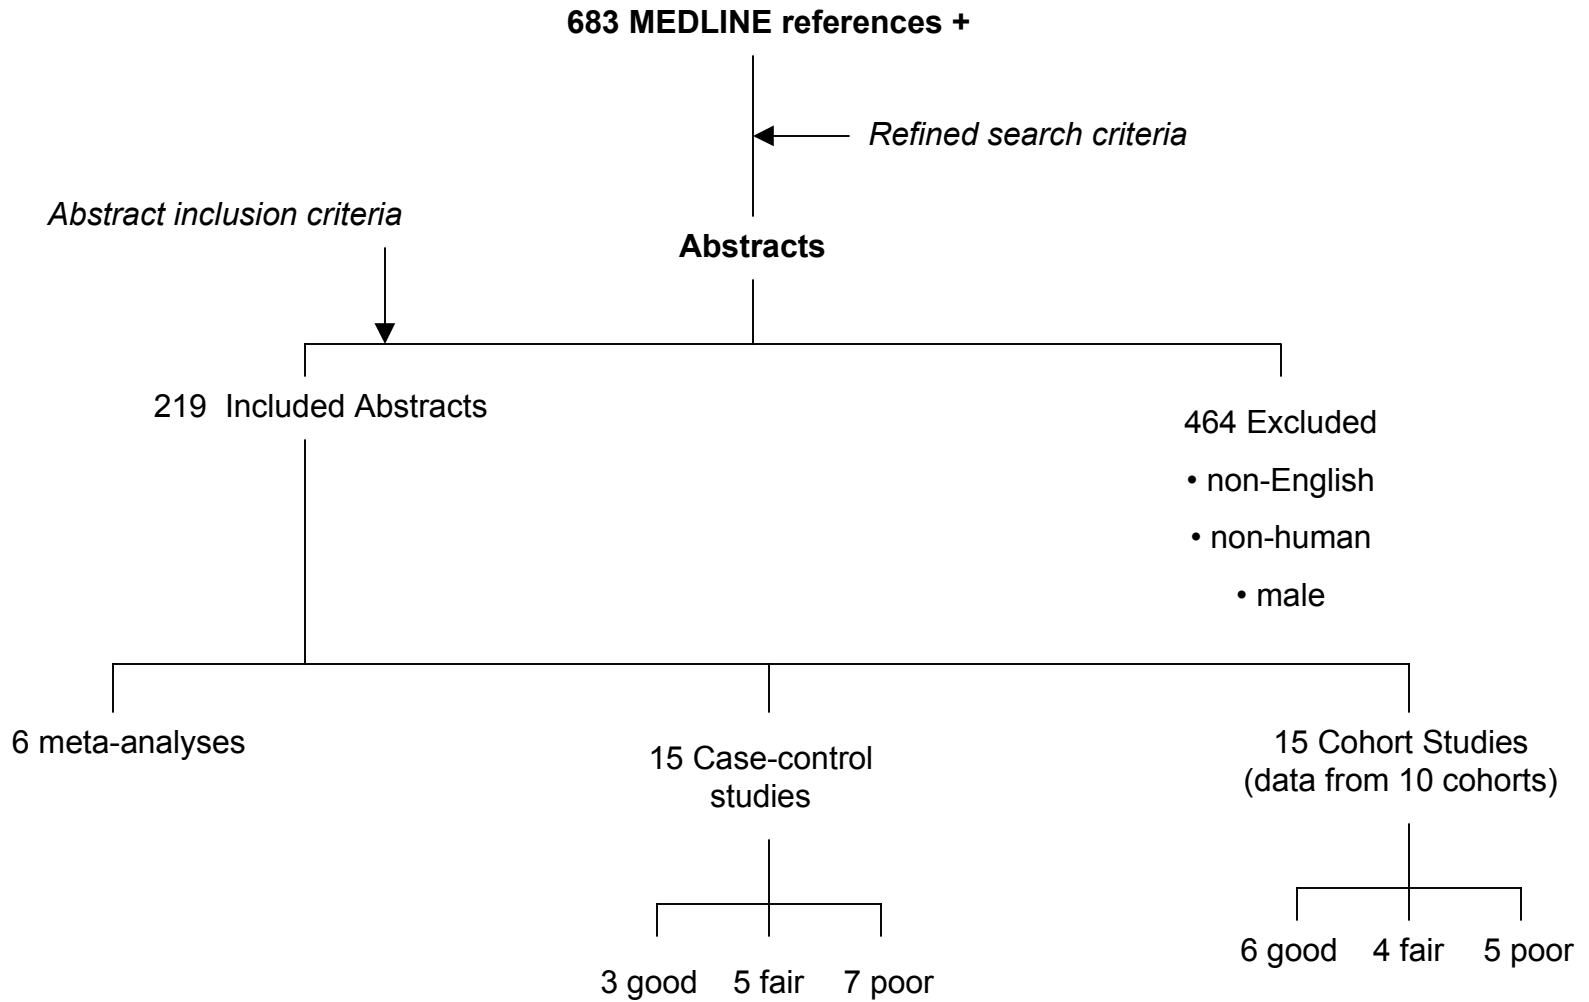 683 MEDLINE references +
Refined search criteria
Abstract inclusion criteria
Abstracts
219 Included Abstracts
464 Excluded
• non-English
• non-human
• male
6 meta-analyses
15 Case-control
studies
15 Cohort Studies
(data from 10 cohorts)
3 good 5 fair 7 poor
6 good 4 fair 5 poor